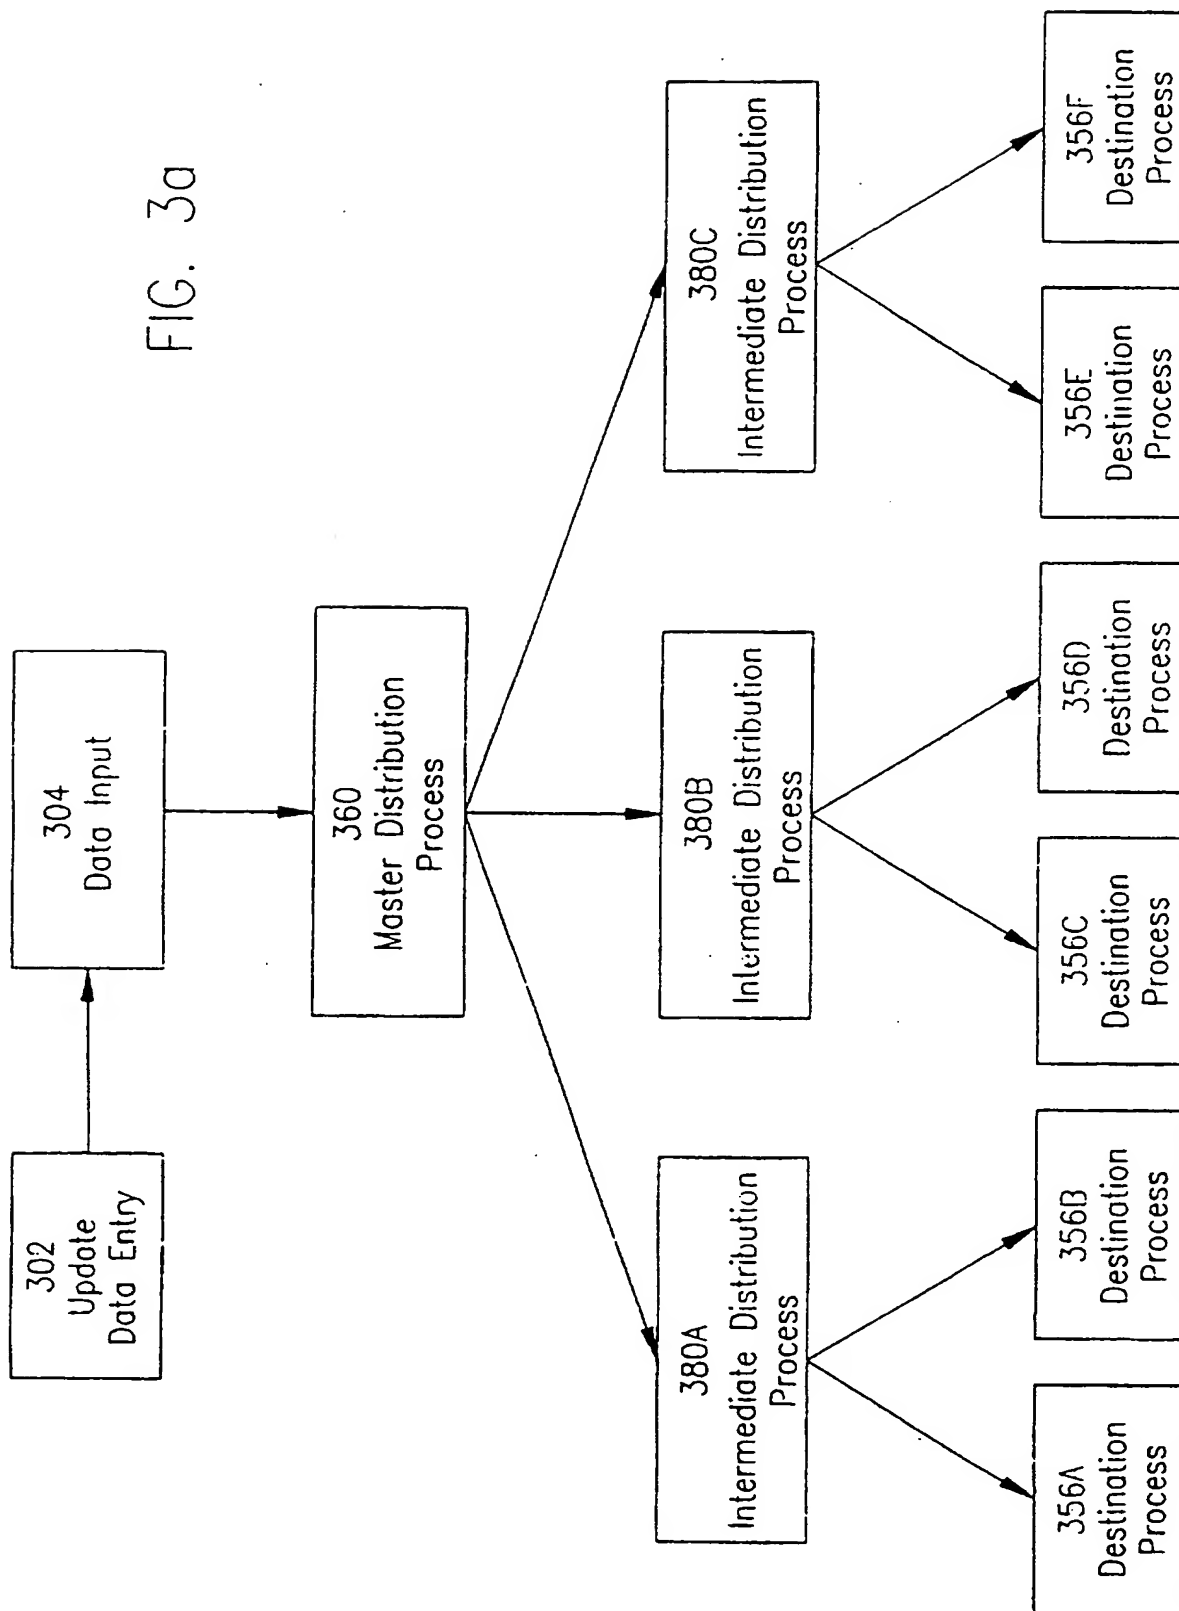 FIG. 3a
302
Update
Data Entry
304
Data Input
360
Master Distribution
Process
380A
Intermediate Distribution
Process
380B
Intermediate Distribution
Process
380C
Intermediate Distribution
Process
356A
Destination
Process
356B
Destination
Process
356C
Destination
Process
356D
Destination
Process
356E
Destination
Process
356F
Destination
Process